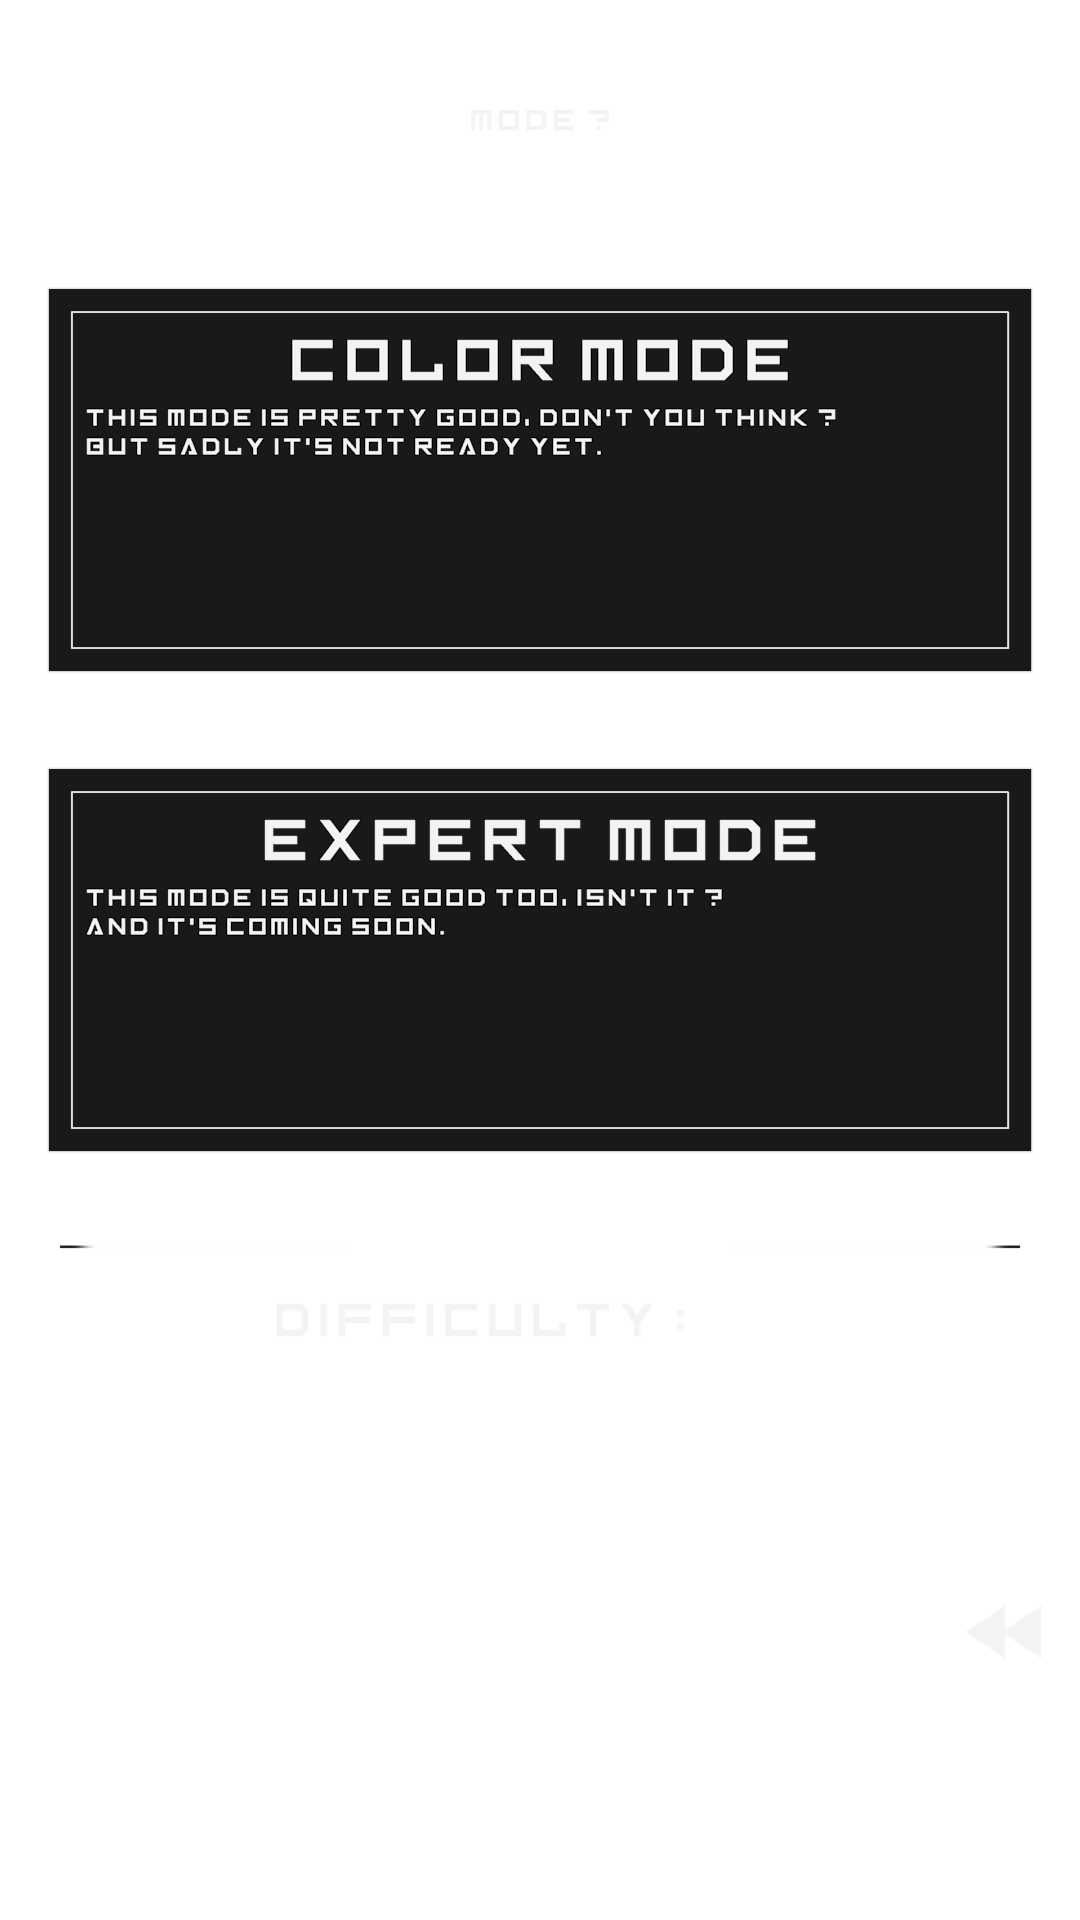 MODE ?
COLOR MODE
THIS MODE IS PRETTY GOOD, DON'T YOU THINK ?
BUT SADLY IT'S NOT READY YET.
EXPERT MODE
THIS MODE IS QUITE GOOD TOO, ISN'T IT ?
AND IT'S COMING SOON.
DIFFICULTY :